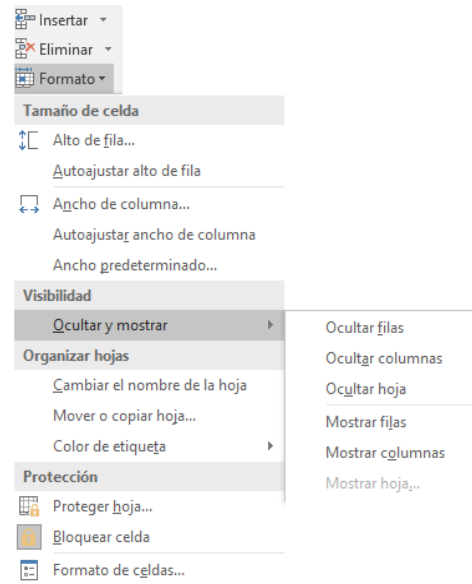 Insertar
Eliminar
Formato
Tamaño de celda
Alto de fila...
Autoajustar alto de fila
Ancho de columna...
Autoajustar ancho de columna
Ancho predeterminado...
Visibilidad
Ocultar y mostrar
Ocultar filas
Ocultar columnas
Ocultar hoja
Mostrar filas
Mostrar columnas
Mostrar hoja...
Organizar hojas
Cambiar el nombre de la hoja
Mover o copiar hoja...
Color de etiqueta
Protección
Proteger hoja...
Bloquear celda
Formato de celdas...